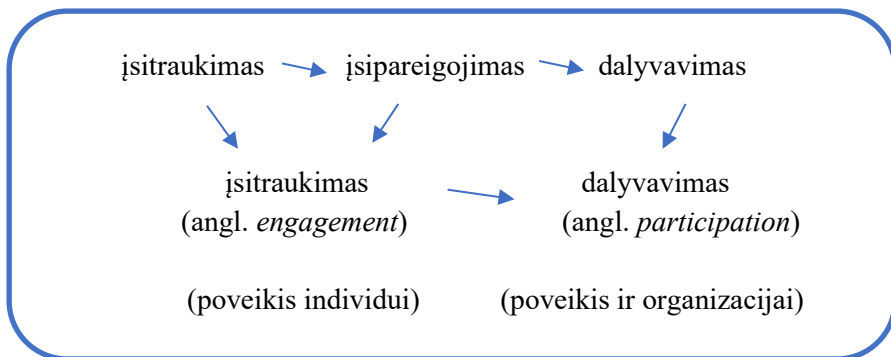 įsitraukimas įsipareigojimas dalyvavimas
įsitraukimas dalyvavimas
(angl. engagement) (angl. participation)
(poveikis individui) (poveikis ir organizacijai)